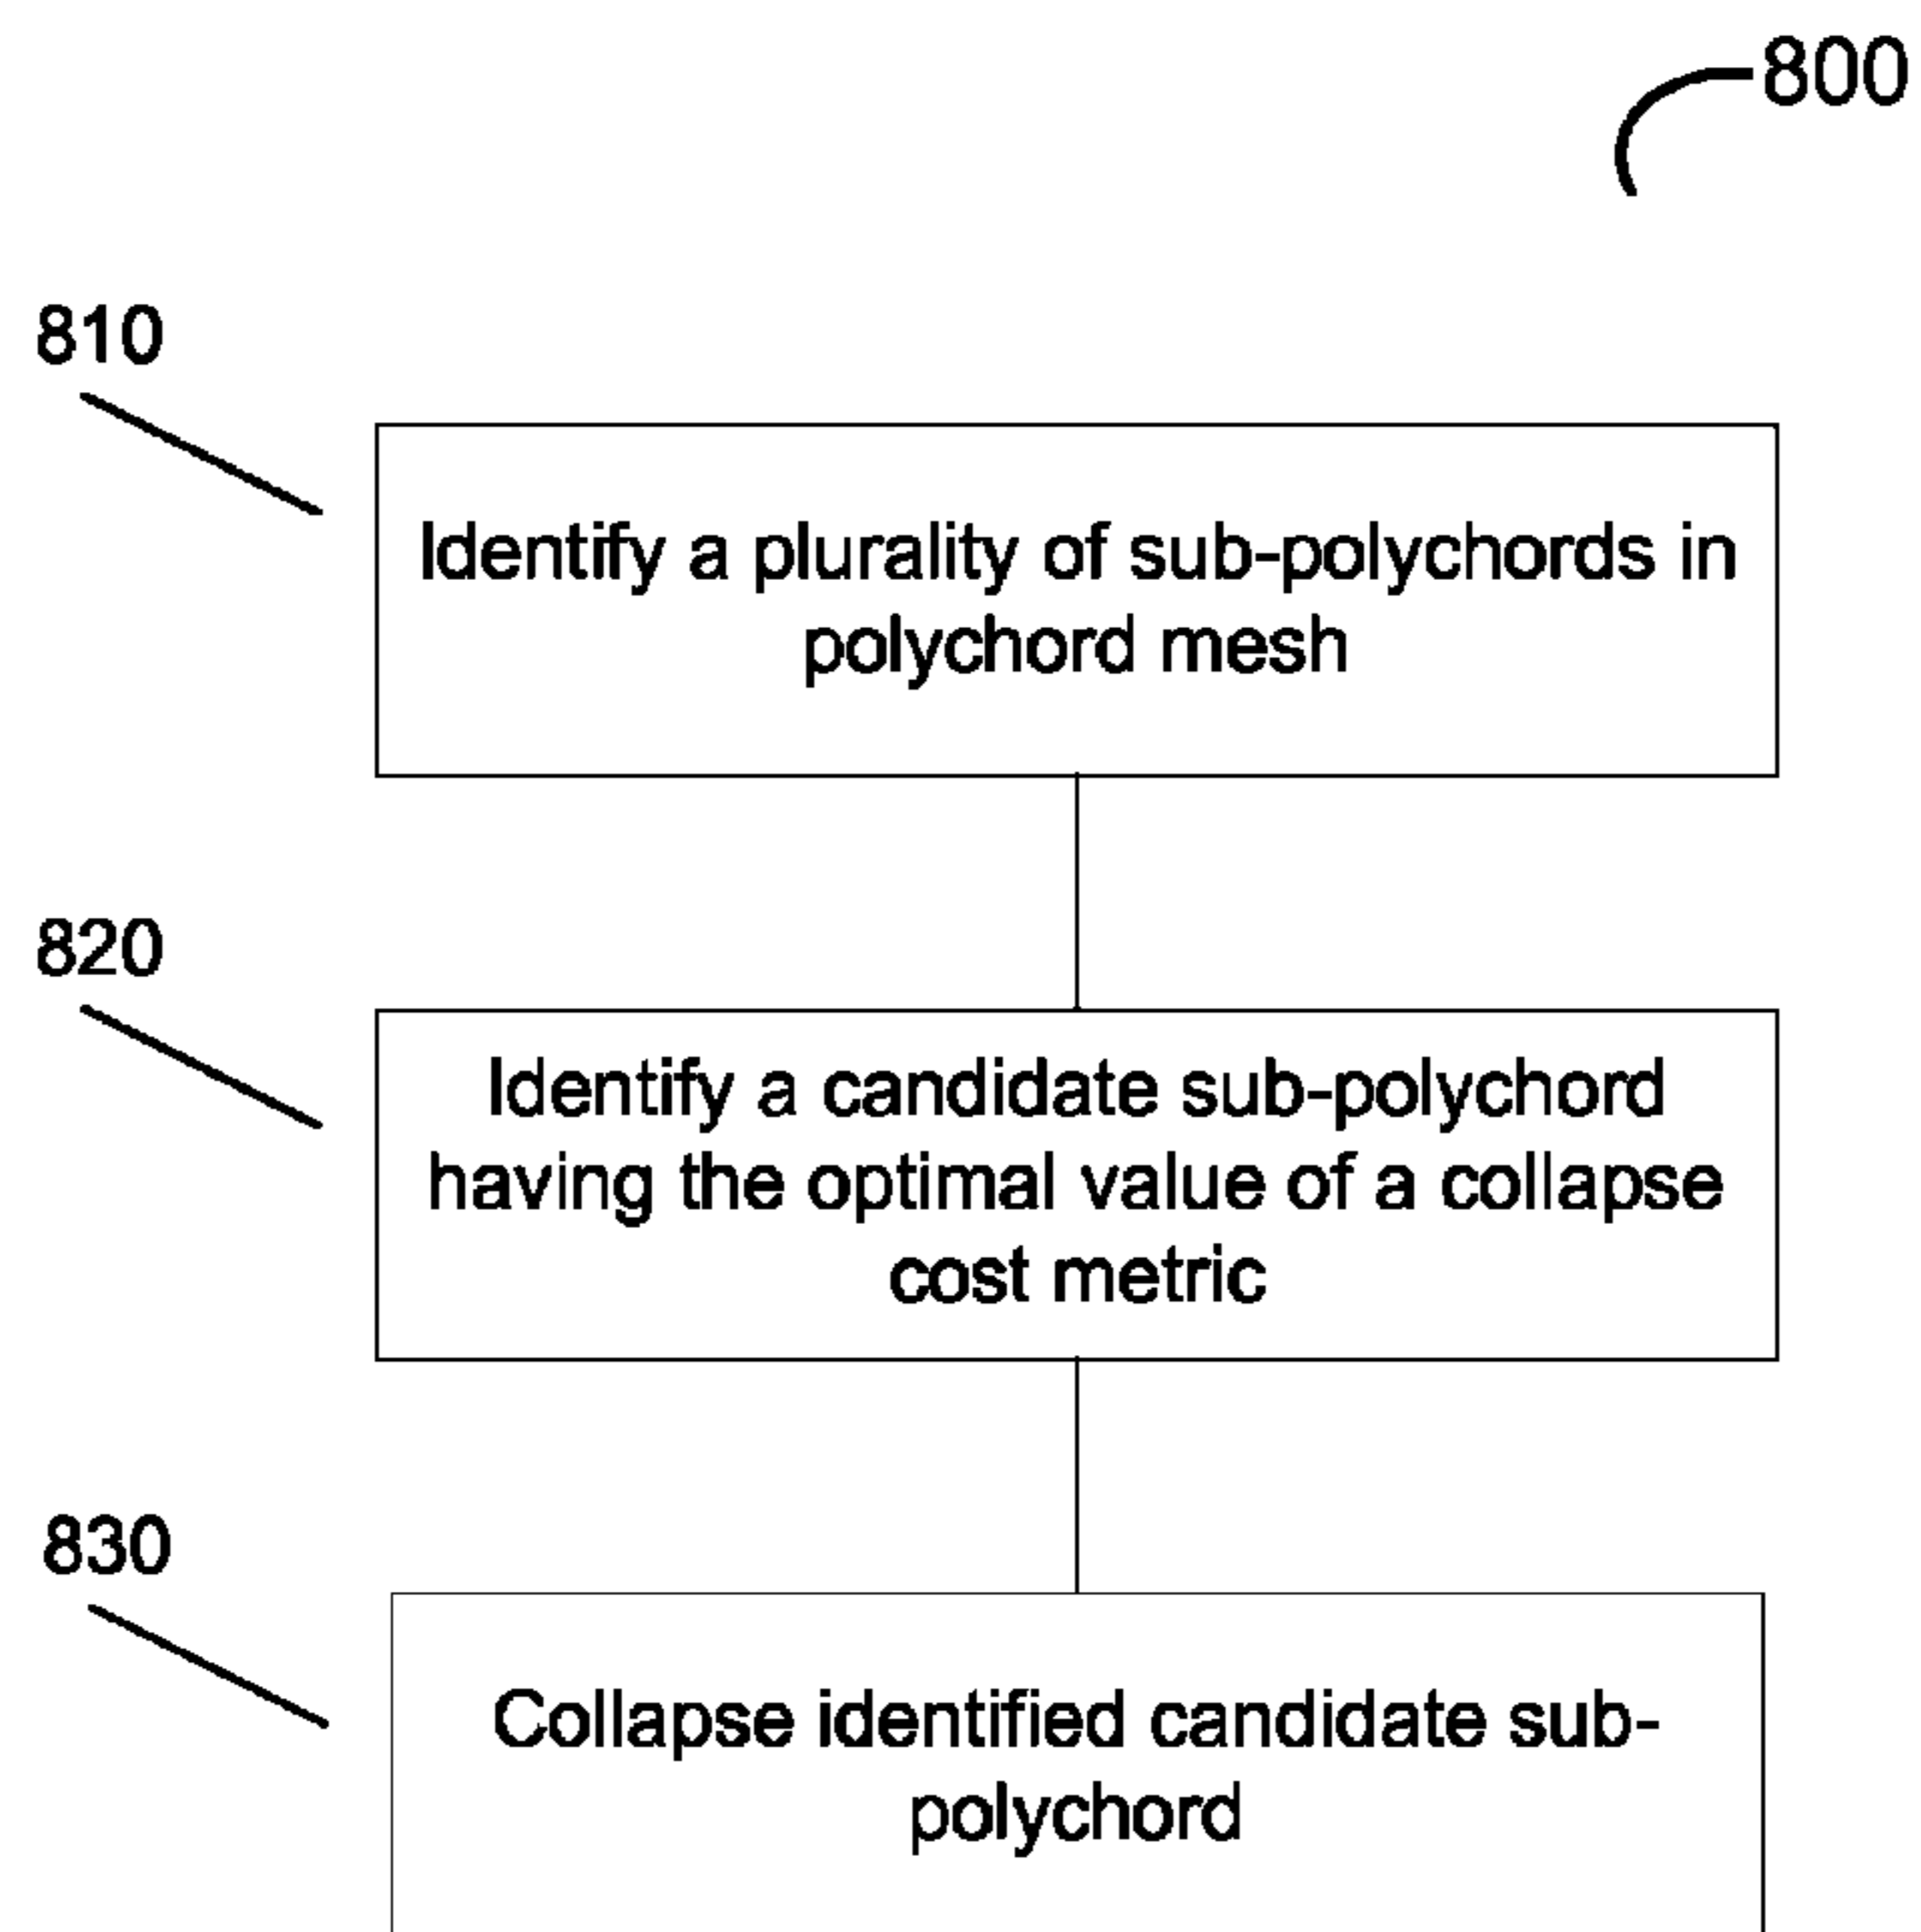 800
810
Identify a plurality of sub-polychords in
polychord mesh
820
Identify a candidate sub-polychord
having the optimal value of a collapse
cost metric
830
Collapse identified candidate sub-
polychord